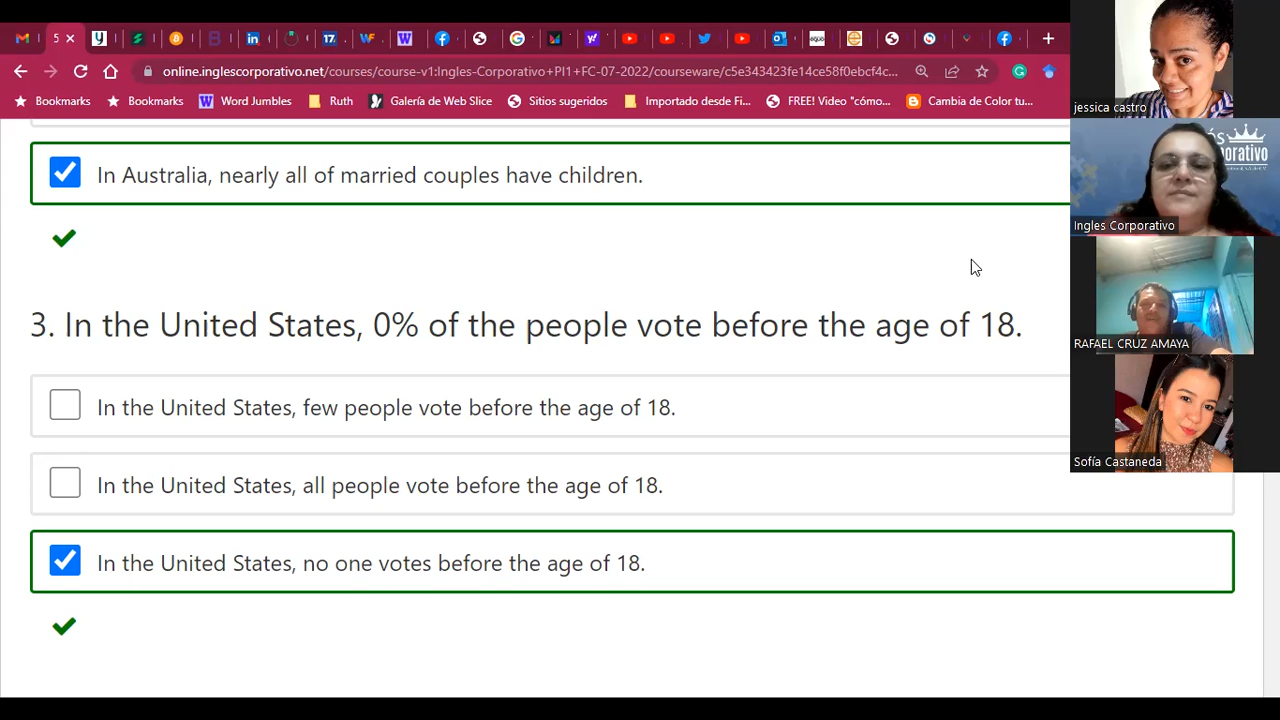 5
17
online.inglescorporativo.net/courses/course-v1:Ingles-Corporativo+PI1+FC-07-2022/courseware/c5e343423fe14ce58f0ebcf4c...
Bookmarks
Bookmarks
Word Jumbles
Ruth
Galería de Web Slice
Sitios sugeridos
Importado desde Fi...
FREE! Video "cómo...
Cambia de Color tu...
In Australia, nearly all of married couples have children.
3. In the United States, 0% of the people vote before the age of 18.
In the United States, few people vote before the age of 18.
In the United States, all people vote before the age of 18.
In the United States, no one votes before the age of 18.
jessica castro
Ingles Corporativo
RAFAEL CRUZ AMAYA
Sofía Castaneda